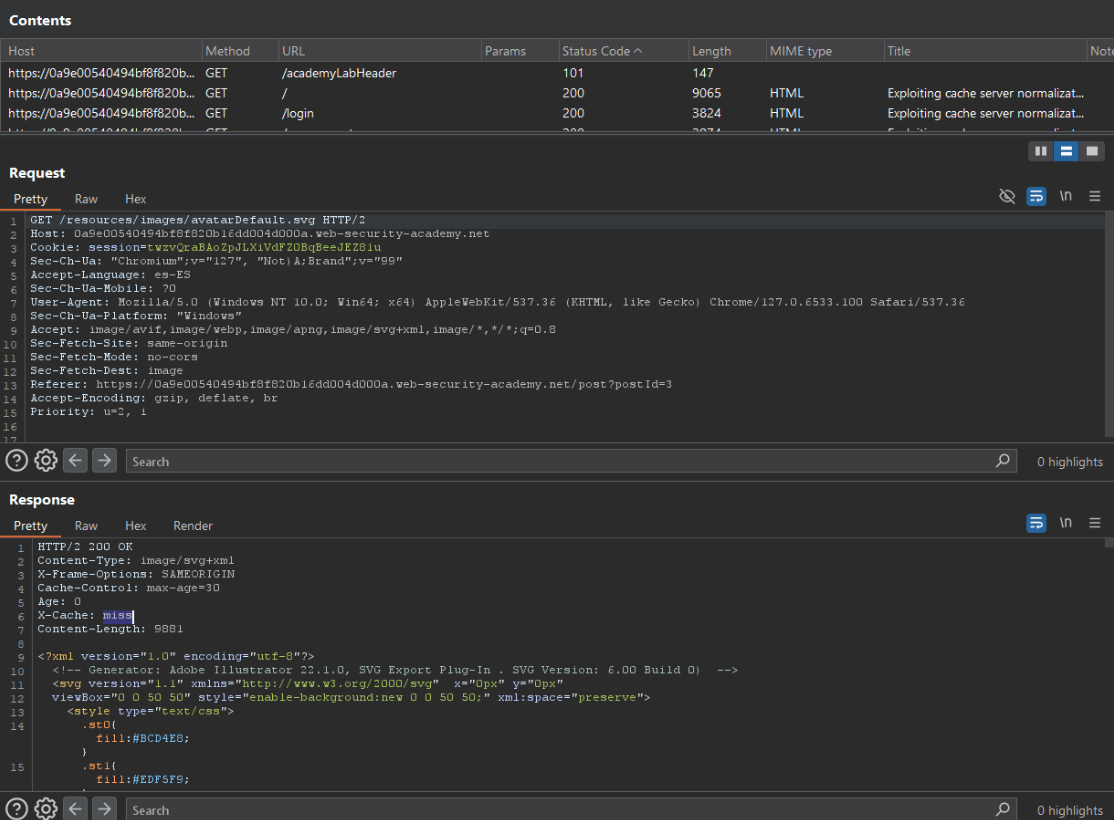 Contents
Host Method URL Params Status Code MIME type Length Title Note
https://0a9e00540494bf8f820b... GET /academyLabHeader 101 147
https://0a9e00540494bf8f820b... GET / 200 9065 HTML Exploiting cache server normalizat...
https://0a9e00540494bf8f820b... GET /login 200 3824 HTML Exploiting cache server normalizat...
Request
Pretty Raw Hex
\n
1 GET /resources/images/avatarDefault.svg HTTP/2
2 Host: 0a9e00540494bf8f820b16dd004d000a.web-security-academy.net
3 Cookie: session=twzvQraBAoZpJLXiVdFZ0BqBeeJEZ81u
4 Sec-Ch-Ua: "Chromium";v="127", "Not)A;Brand";v="99"
5 Accept-Language: es-ES
6 Sec-Ch-Ua-Mobile: ?0
7 User-Agent: Mozilla/5.0 (Windows NT 10.0; Win64; x64) AppleWebKit/537.36 (KHTML, like Gecko) Chrome/127.0.6533.100 Safari/537.36
8 Sec-Ch-Ua-Platform: "Windows"
9 Accept: image/avif,image/webp,image/apng,image/svg+xml,image/*,*/*;q=0.8
10 Sec-Fetch-Site: same-origin
11 Sec-Fetch-Mode: no-cors
12 Sec-Fetch-Dest: image
13 Referer: https://0a9e00540494bf8f820b16dd004d000a.web-security-academy.net/post?postId=3
14 Accept-Encoding: gzip, deflate, br
15 Priority: u=2, i
16
17
Search 0 highlights
Response
Pretty Raw Hex Render
\n
1 HTTP/2 200 OK
2 Content-Type: image/svg+xml
3 X-Frame-Options: SAMEORIGIN
4 Cache-Control: max-age=30
5 Age: 0
6 X-Cache: miss
7 Content-Length: 9881
8
9 <?xml version="1.0" encoding="utf-8"?>
10 <!-- Generator: Adobe Illustrator 22.1.0, SVG Export Plug-In . SVG Version: 6.00 Build 0) -->
11 <svg version="1.1" xmlns="http://www.w3.org/2000/svg" x="0px" y="0px"
12 viewBox="0 0 50 50" style="enable-background:new 0 0 50 50;" xml:space="preserve">
13 <style type="text/css">
14 .st0{
fill:#BCD4E8;
}
15 .st1{
fill:#EDF5F9;
Search 0 highlights